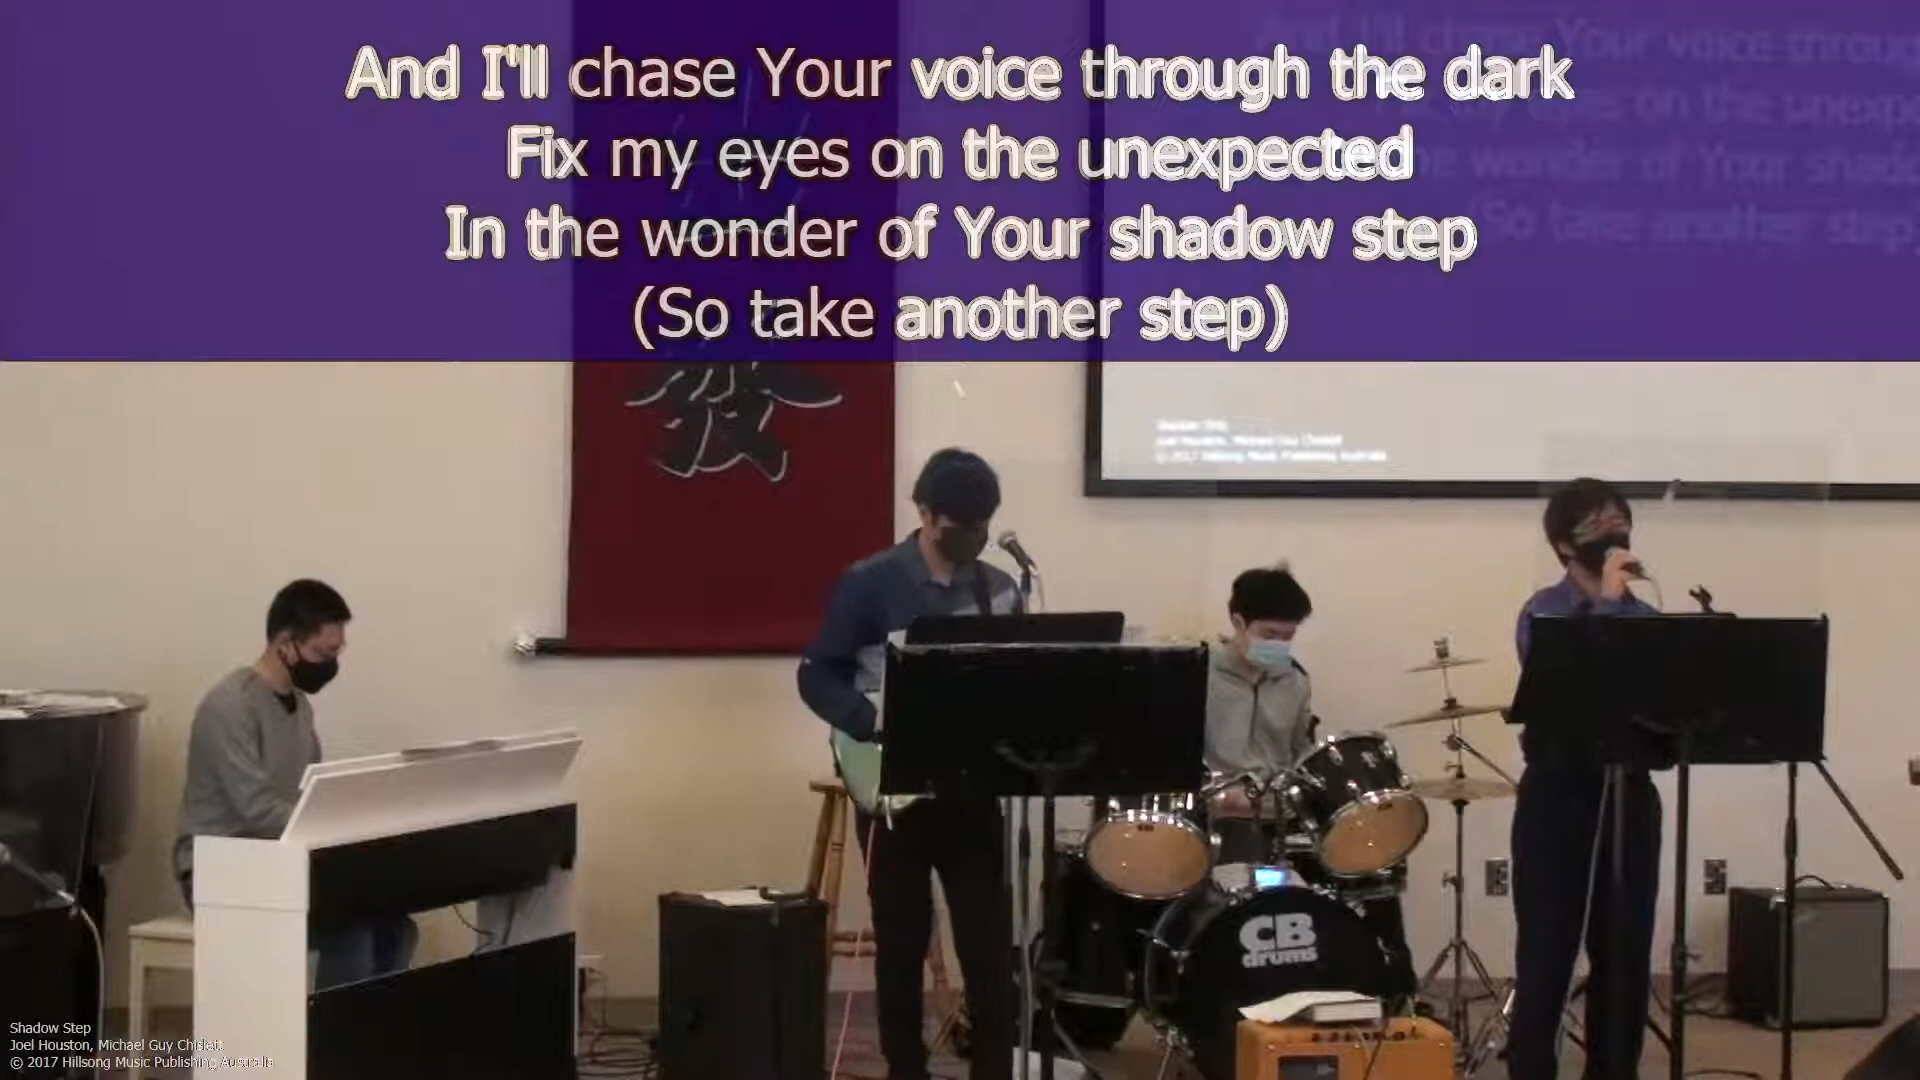 And I'll chase Your voice through the dark
Fix my eyes on the unexpected
In the wonder of Your shadow step
(So take another step)
CB
drums
Shadow Step
Joel Houston, Michael Guy Chislett
© 2017 Hillsong Music Publishing Australia